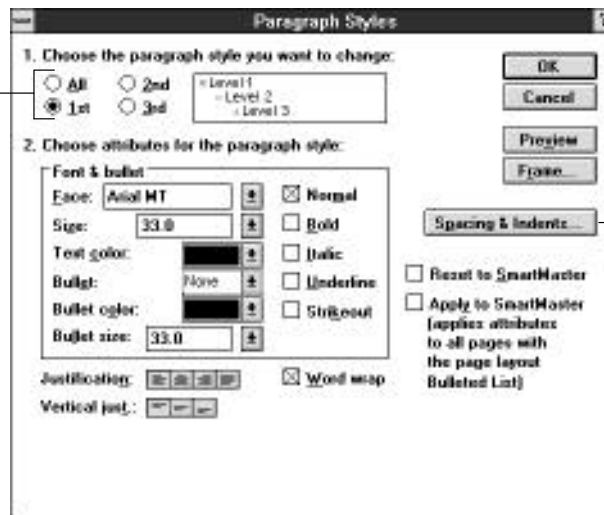 Paragraph Styles
1. Choose the paragraph style you want to change:
All 2nd
1st 3rd
Level 1
Level 2
Level 3
OK
Cancel
Preview
Frame...
Spacing & Indents...
2. Choose attributes for the paragraph style:
Font & bullet
Face: Arial MT
Size: 33.0
Text color:
Bullet: None
Bullet color:
Bullet size: 33.0
Normal
Bold
Italic
Underline
Strikeout
Justification:
Word wrap
Vertical just.:
Reset to SmartMaster
Apply to SmartMaster
(applies attributes
to all pages with
the page layout
Bulleted List)